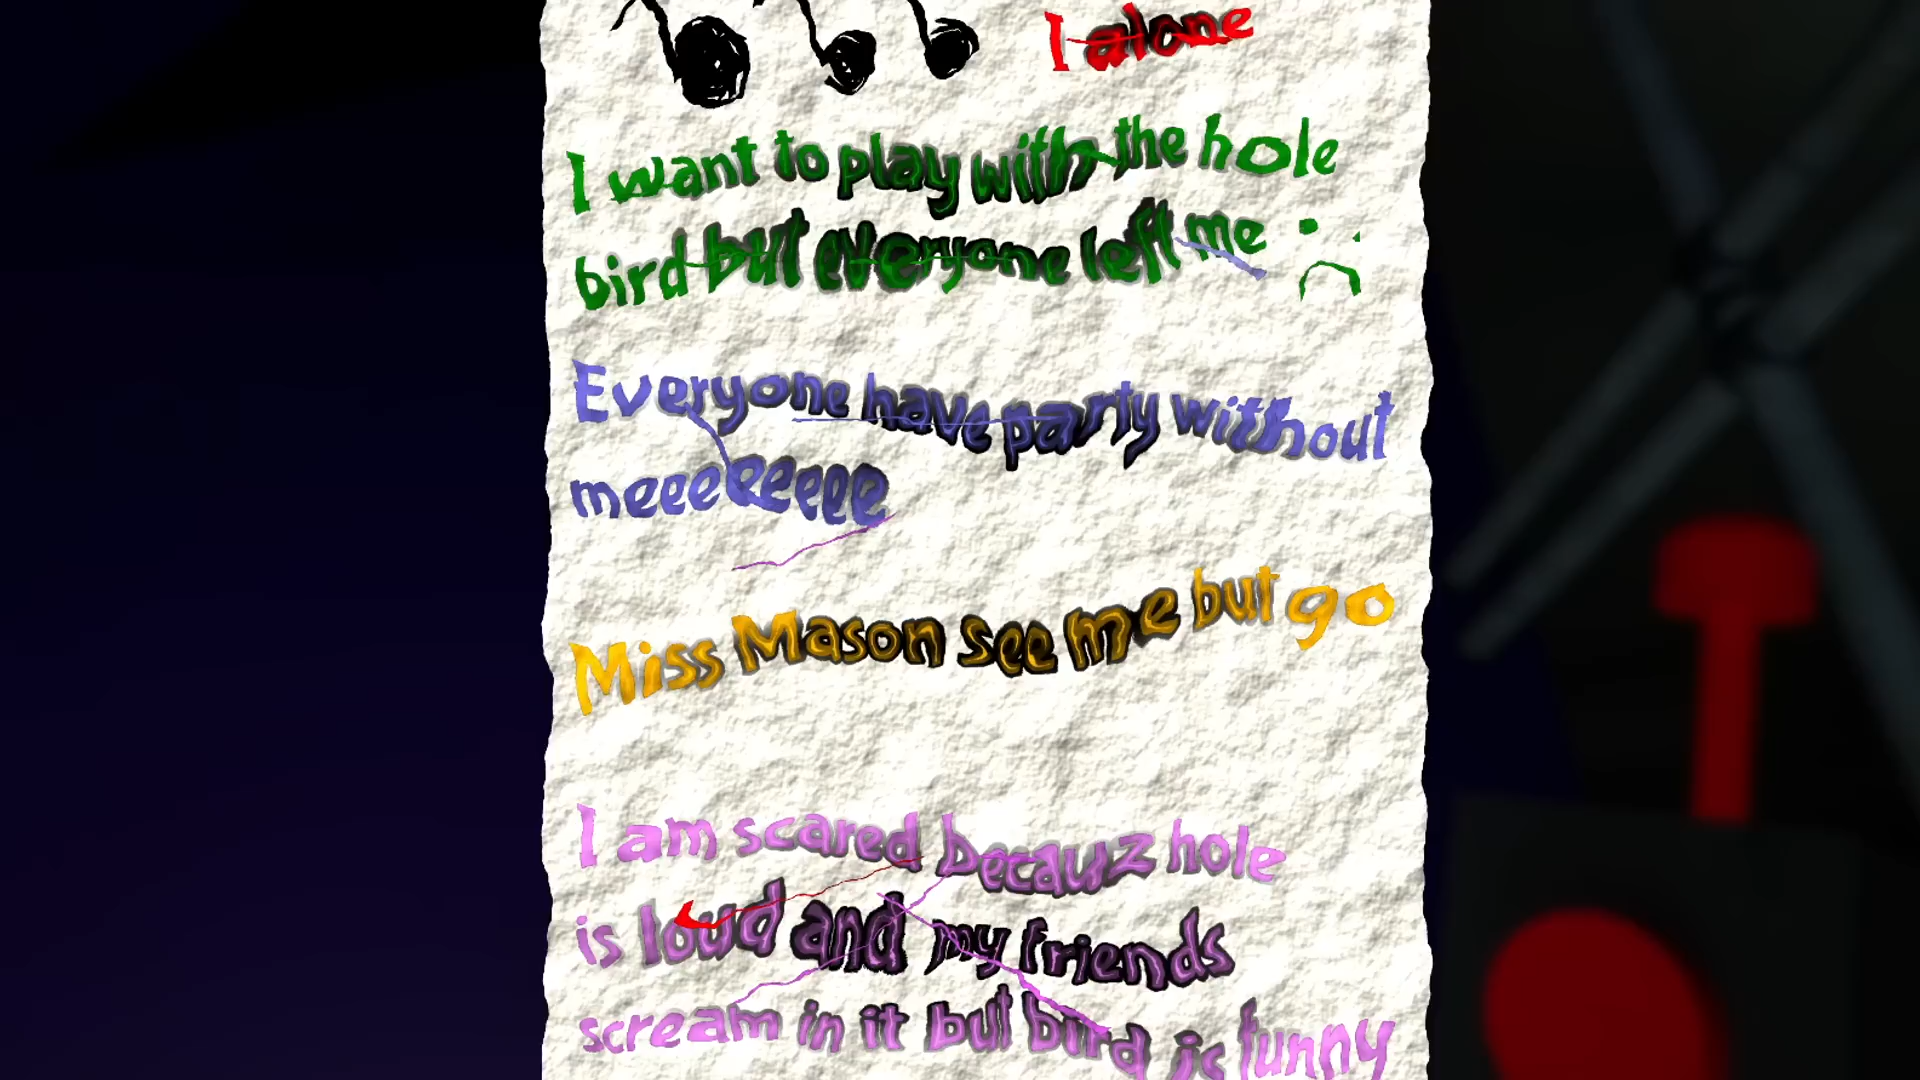 I alone
I want to play with the hole
bird but everyone left me :(
Everyone have party without
meeeeeeee
Miss Mason see me but go
I am scared becauz hole
is loud and my friends
scream in it but bird is funny